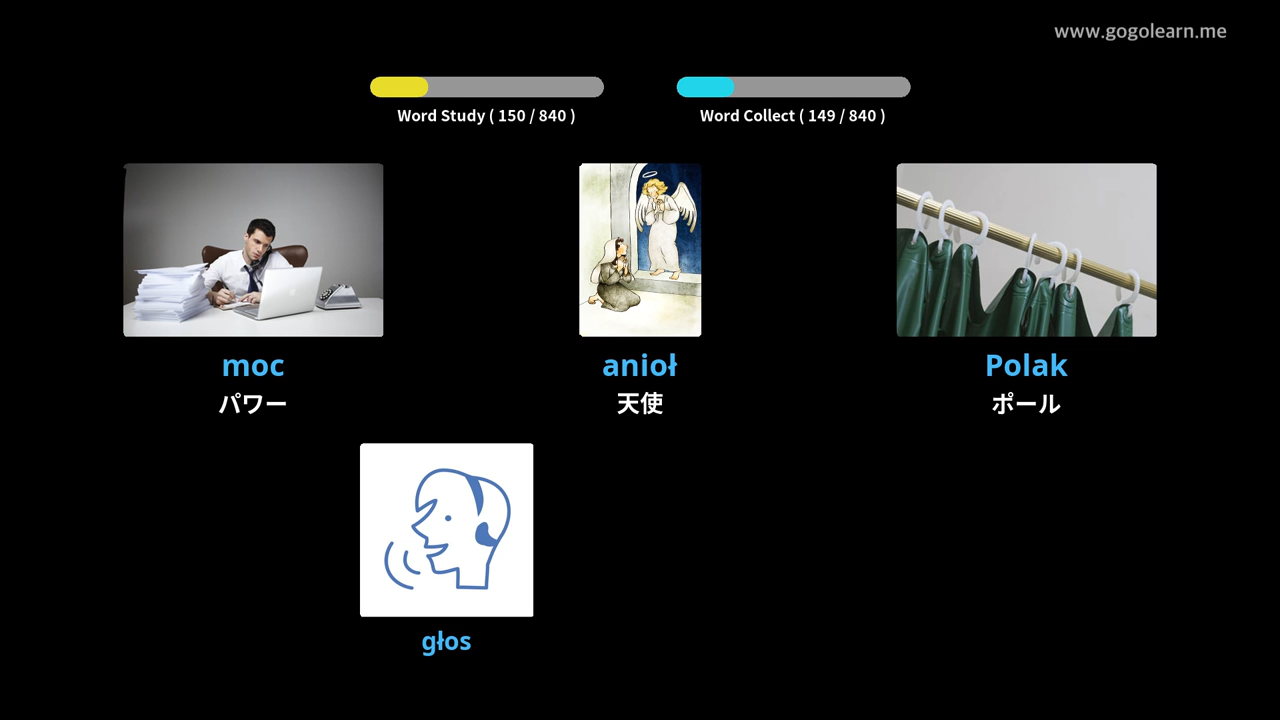 www.gogolearn.me
Word Study ( 150 / 840 )
Word Collect ( 149 / 840 )
moc
anioł
Polak
パワー
天使
ポール
głos